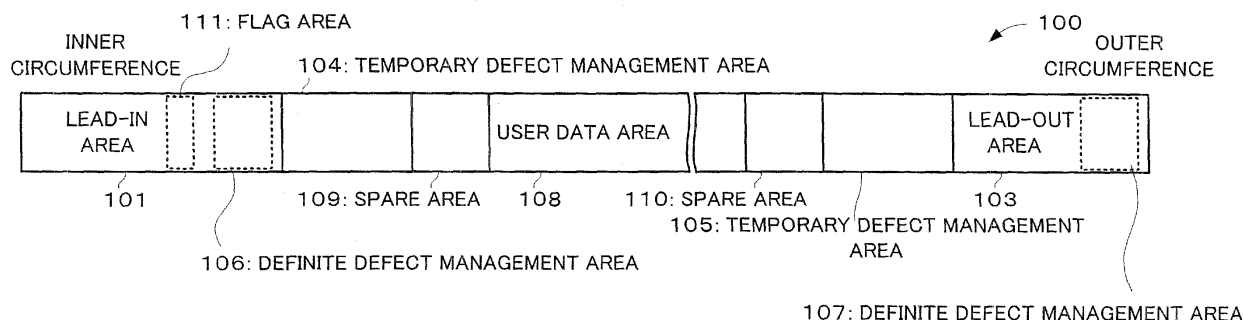 111: FLAG AREA
100
INNER
CIRCUMFERENCE
OUTER
CIRCUMFERENCE
104: TEMPORARY DEFECT MANAGEMENT AREA
LEAD-IN
AREA
USER DATA AREA
LEAD-OUT
AREA
101
109: SPARE AREA
108
110: SPARE AREA
103
105: TEMPORARY DEFECT MANAGEMENT
AREA
106: DEFINITE DEFECT MANAGEMENT AREA
107: DEFINITE DEFECT MANAGEMENT AREA